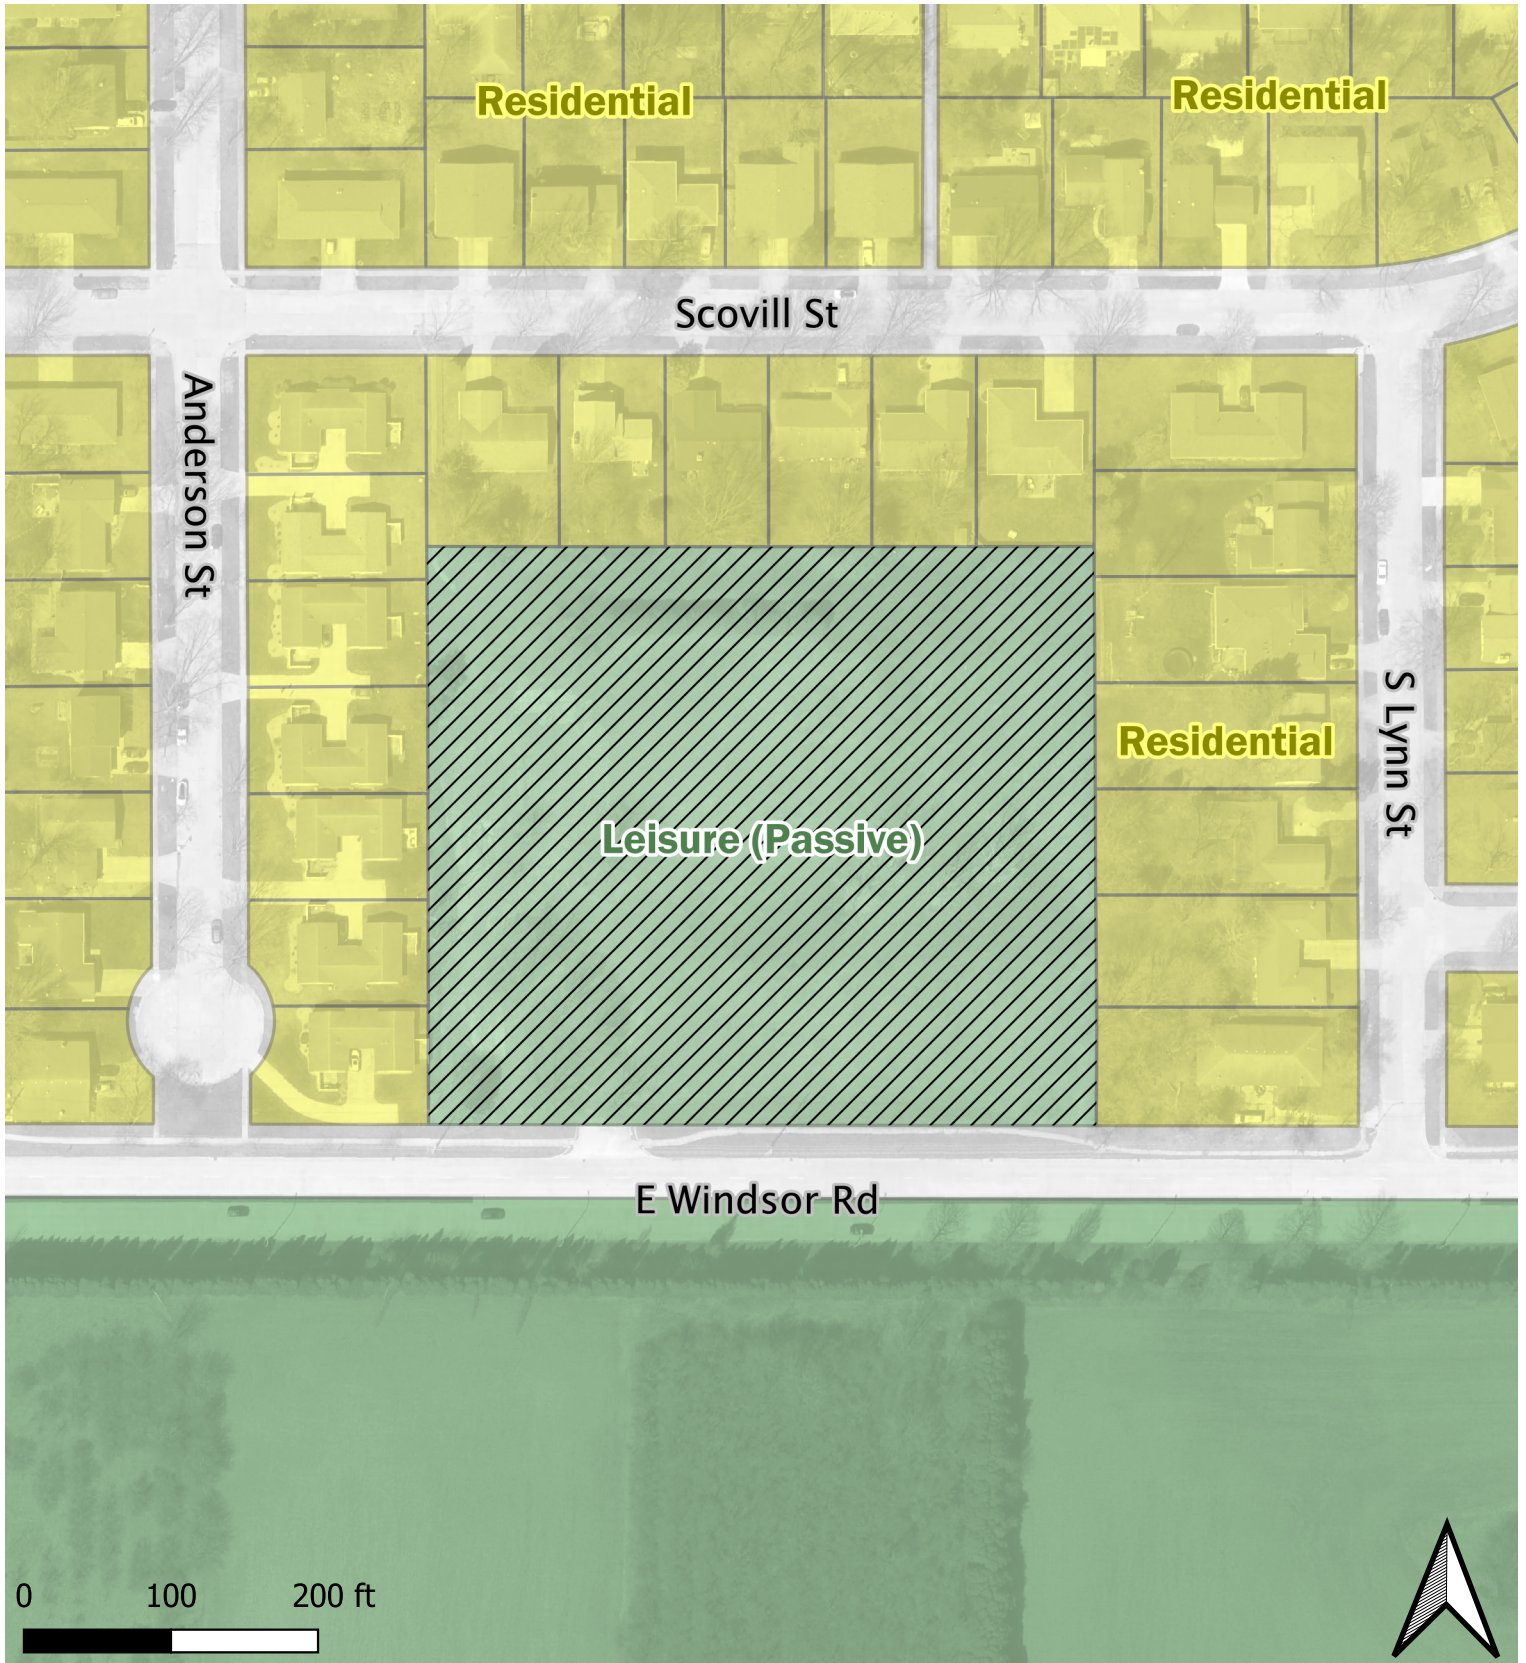 Residential
Residential
Scovill St
Anderson St
S Lynn St
Residential
Leisure (Passive)
E Windsor Rd
0 100 200 ft